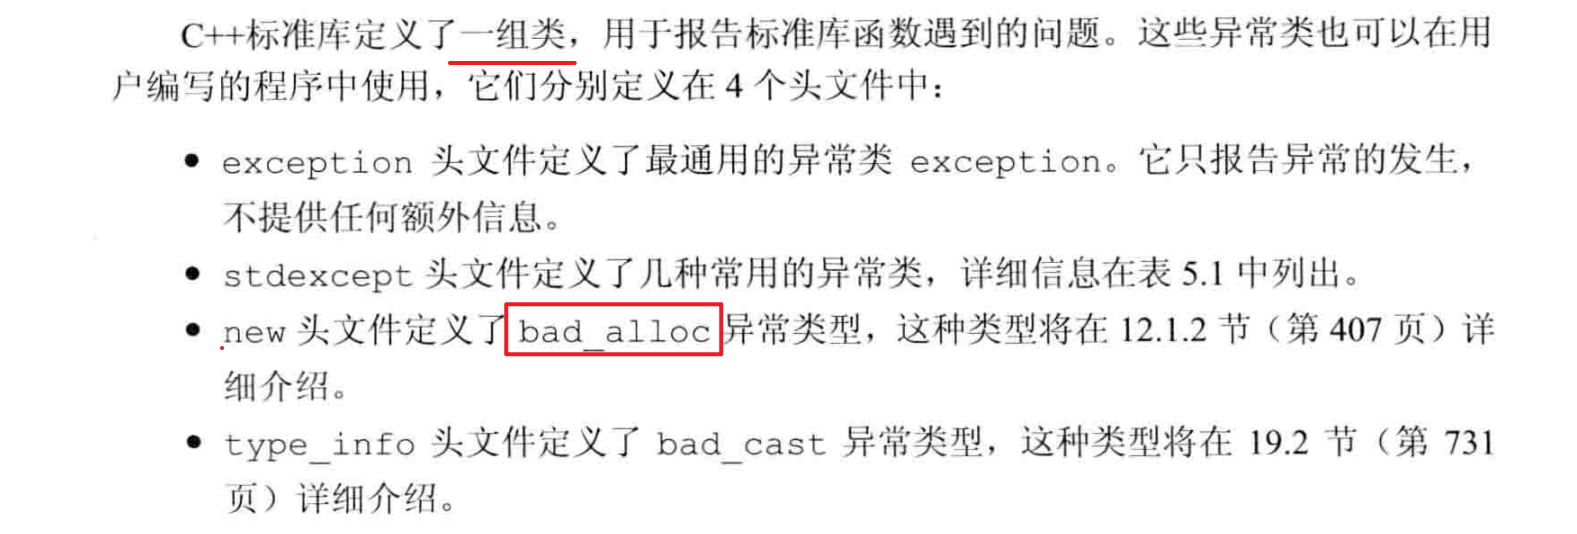 C++标准库定义了一组类，用于报告标准库函数遇到的问题。这些异常类也可以在用
户编写的程序中使用，它们分别定义在 4 个头文件中：
● exception 头文件定义了最通用的异常类 exception。它只报告异常的发生，
不提供任何额外信息。
● stdexcept 头文件定义了几种常用的异常类，详细信息在表 5.1 中列出。
● new 头文件定义了 bad_alloc 异常类型，这种类型将在 12.1.2 节（第 407 页）详
细介绍。
● type_info 头文件定义了 bad_cast 异常类型，这种类型将在 19.2 节（第 731
页）详细介绍。